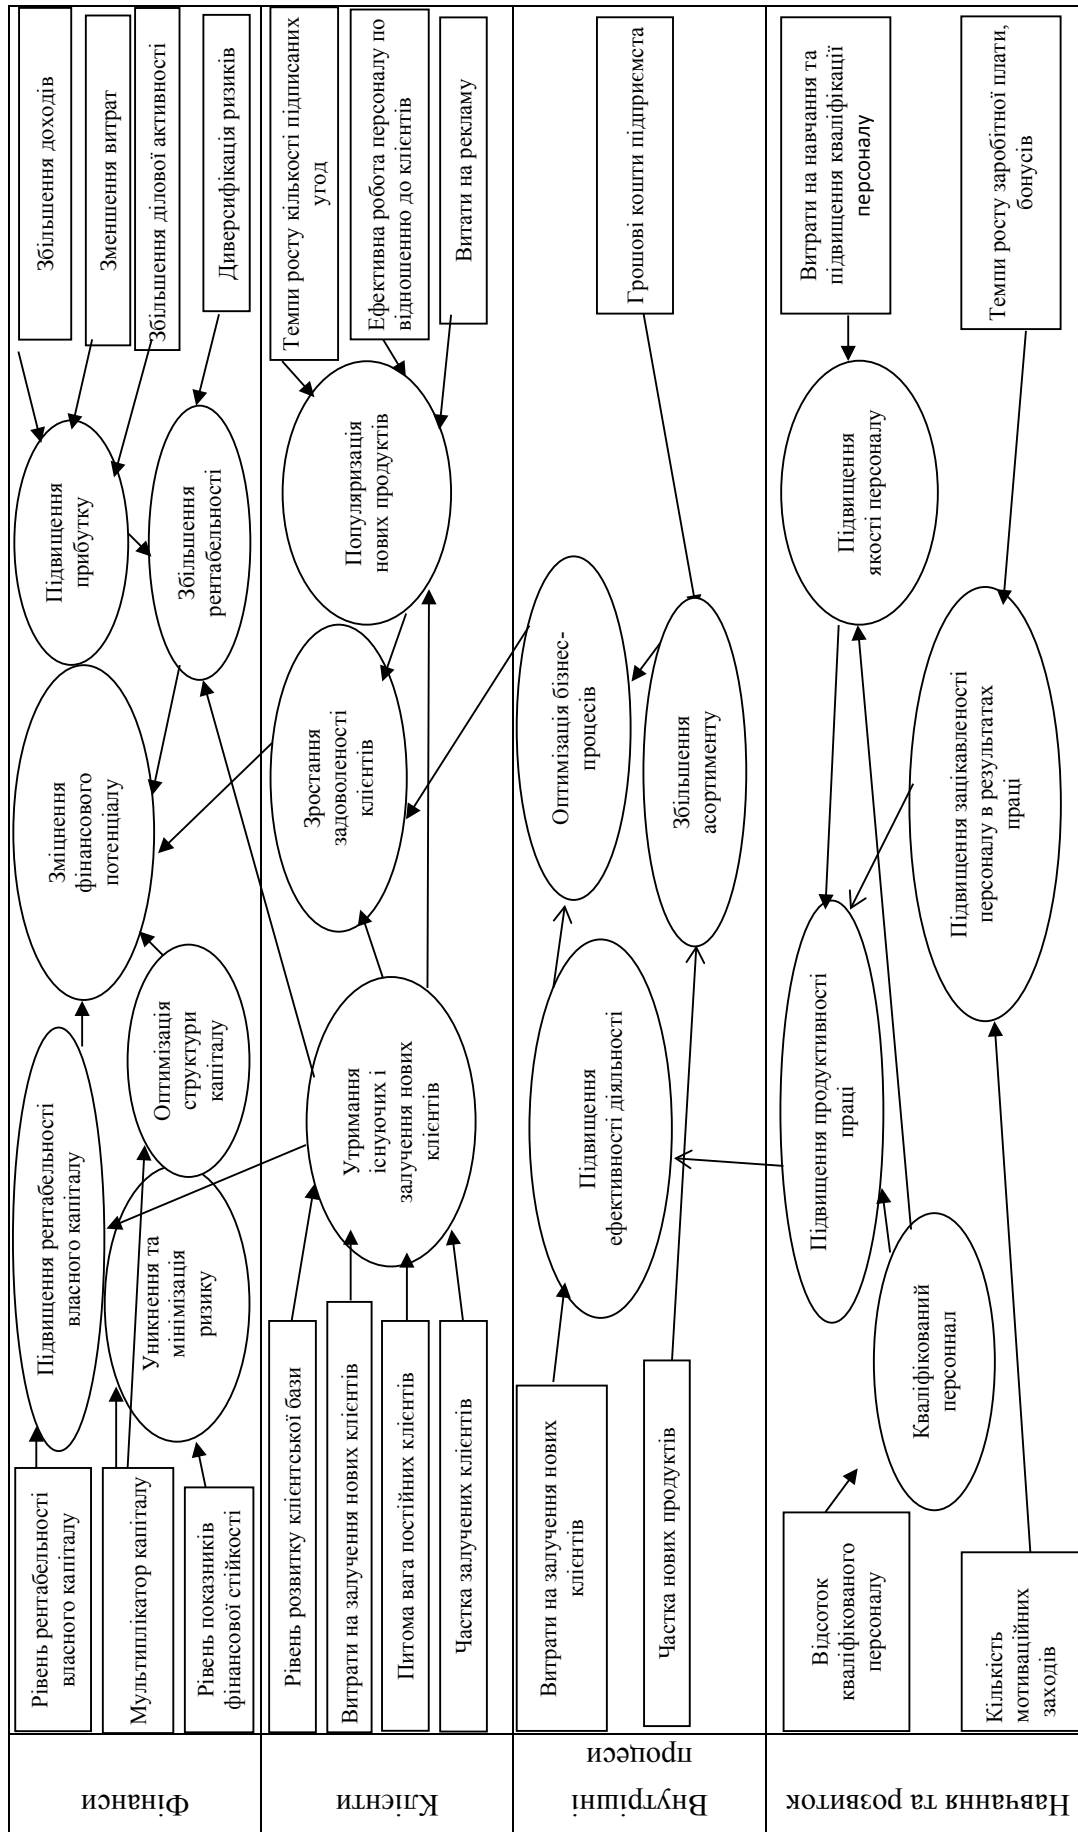 Фінанси
Рівень рентабельності
власного капіталу
Мультиплікатор капіталу
Рівень показників
фінансової стійкості
Підвищення рентабельності
власного капіталу
Уникнення та
мінімізація
ризику
Оптимізація
структури
капіталу
Зміцнення
фінансового
потенціалу
Підвищення
прибутку
Збільшення
рентабельності
Збільшення доходів
Зменшення витрат
Збільшення ділової активності
Диверсифікація ризиків
Клієнти
Рівень розвитку клієнтської бази
Витрати на залучення нових клієнтів
Питома вага постійних клієнтів
Частка залучених клієнтів
Утримання
існуючих і
залучення нових
клієнтів
Зростання
задоволеності
клієнтів
Популяризація
нових продуктів
Темпи росту кількості підписаних
угод
Ефективна робота персоналу по
відношенню до клієнтів
Витати на рекламу
Внутрішні
процеси
Витрати на залучення нових
клієнтів
Частка нових продуктів
Підвищення
ефективності діяльності
Оптимізація бізнес-
процесів
Збільшення
асортименту
Грошові кошти підприємста
Навчання та розвиток
Відсоток
кваліфікованого
персоналу
Кількість
мотиваційних
заходів
Кваліфікований
персоннал
Підвищення продуктивності
праці
Підвищення зацікавленості
персоналу в результатах
праці
Підвищення
якості персоналу
Витрати на навчання та
підвищення кваліфікації
персоналу
Темпи росту заробітної плати,
бонусів